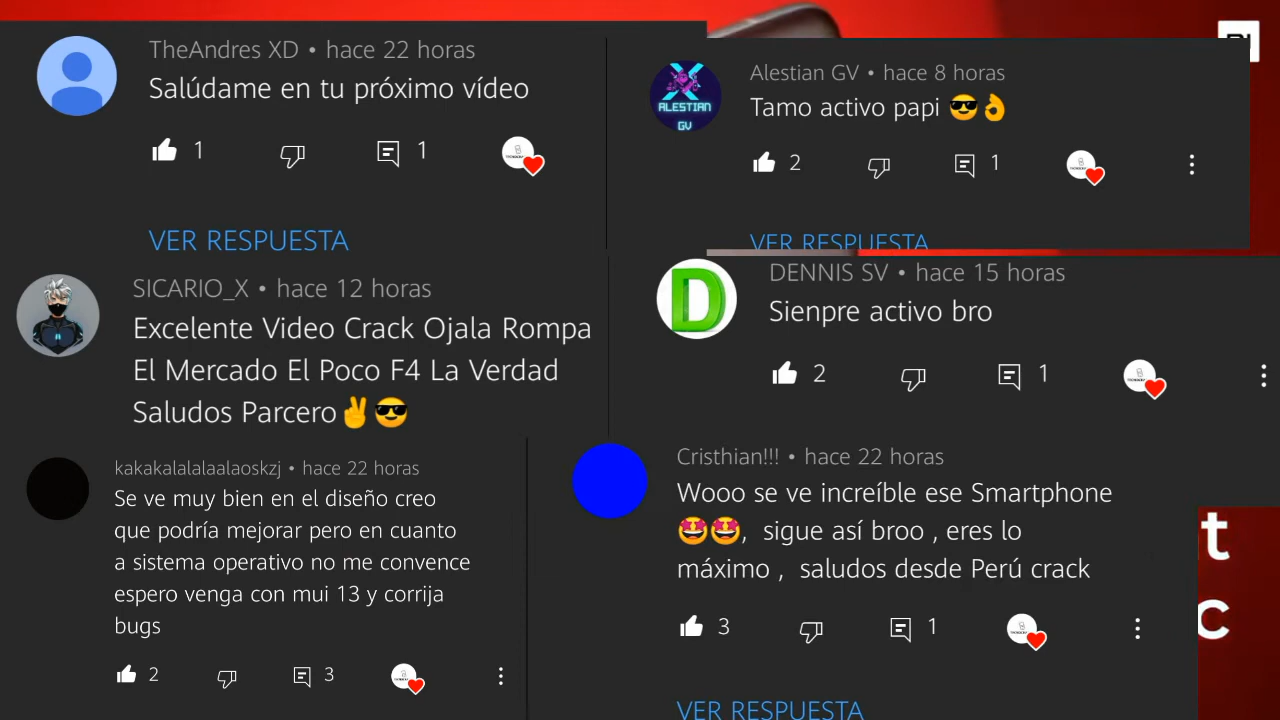 TheAndres XD • hace 22 horas
Salúdame en tu próximo vídeo
1
1
VER RESPUESTA
Alestian GV • hace 8 horas
Tamo activo papi 😎👌
ALESTIAN
GV
2
1
VER RESPUESTA
SICARIO_X • hace 12 horas
Excelente Video Crack Ojala Rompa
El Mercado El Poco F4 La Verdad
Saludos Parcero✌😎
D
DENNIS SV • hace 15 horas
Sienpre activo bro
2
1
kakakalalalaalaoskzj • hace 22 horas
Se ve muy bien en el diseño creo
que podría mejorar pero en cuanto
a sistema operativo no me convence
espero venga con mui 13 y corrija
bugs
2
3
Cristhian!!! • hace 22 horas
Wooo se ve increíble ese Smartphone
🤩🤩, sigue así broo , eres lo
máximo , saludos desde Perú crack
3
1
VER RESPUESTA
t
c